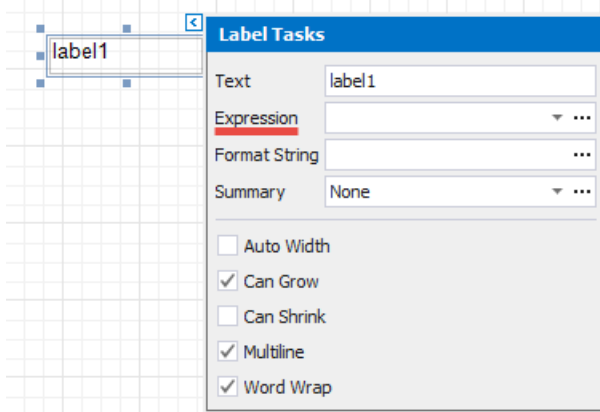 label1
Label Tasks
Text label1
Expression
Format String
Summary None
Auto Width
Can Grow
Can Shrink
Multiline
Word Wrap